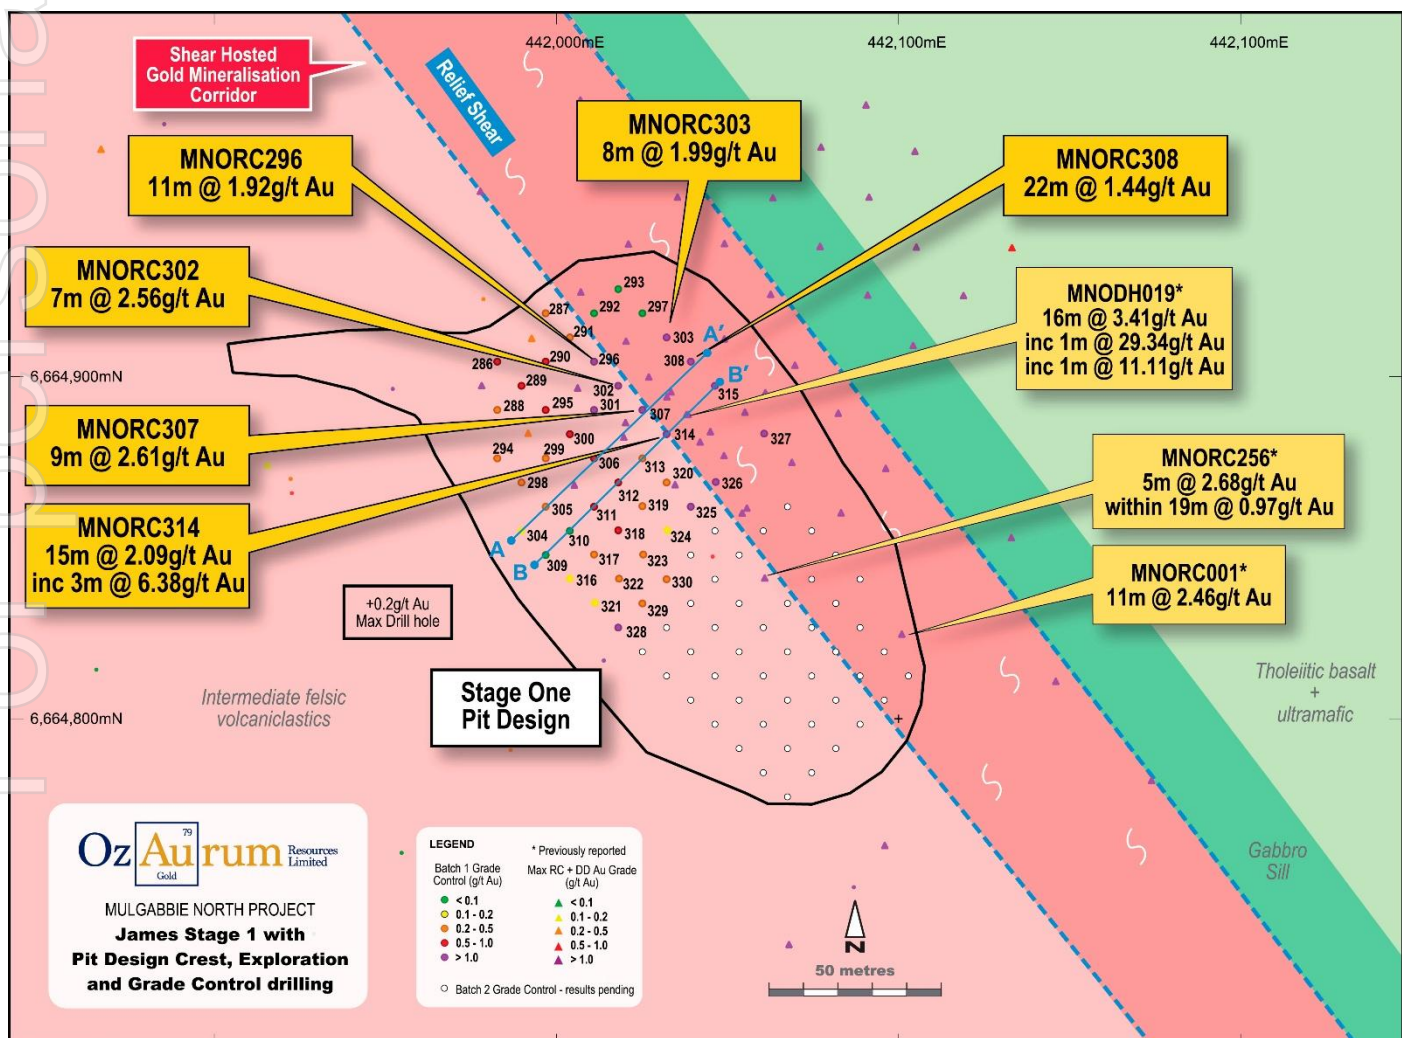 For personal
442,000mE
442,100mE
442,100mE
Shear Hosted
Gold Mineralisation
Corridor
Relief Shear
MNORC303
8m @ 1.99g/t Au
MNORC296
11m @ 1.92g/t Au
MNORC308
22m @ 1.44g/t Au
MNORC302
7m @ 2.56g/t Au
MNODH019*
16m @ 3.41g/t Au
inc 1m @ 29.34g/t Au
inc 1m @ 11.11g/t Au
6,664,900mN
MNORC307
9m @ 2.61g/t Au
MNORC256*
5m @ 2.68g/t Au
within 19m @ 0.97g/t Au
MNORC314
15m @ 2.09g/t Au
inc 3m @ 6.38g/t Au
MNORC001*
11m @ 2.46g/t Au
293
287
292
297
291
303
A'
286
290
296
308
B'
289
302
315
288
295
301
307
300
314
327
294
299
306
313
298
312
320
326
305
311
319
325
A
304
310
318
324
B
309
317
323
316
322
330
321
329
328
+0.2g/t Au
Max Drill hole
Stage One
Pit Design
Intermediate felsic
volcaniclastics
6,664,800mN
Tholeiitic basalt
+
ultramafic
Gabbro
Sill
79
Oz Aurum Resources
Limited
Gold
MULGABBIE NORTH PROJECT
James Stage 1 with
Pit Design Crest, Exploration
and Grade Control drilling
LEGEND
* Previously reported
Batch 1 Grade
Control (g/t Au)
< 0.1
0.1 - 0.2
0.2 - 0.5
0.5 - 1.0
> 1.0
Max RC + DD Au Grade
(g/t Au)
< 0.1
0.1 - 0.2
0.2 - 0.5
0.5 - 1.0
> 1.0
Batch 2 Grade Control - results pending
N
50 metres